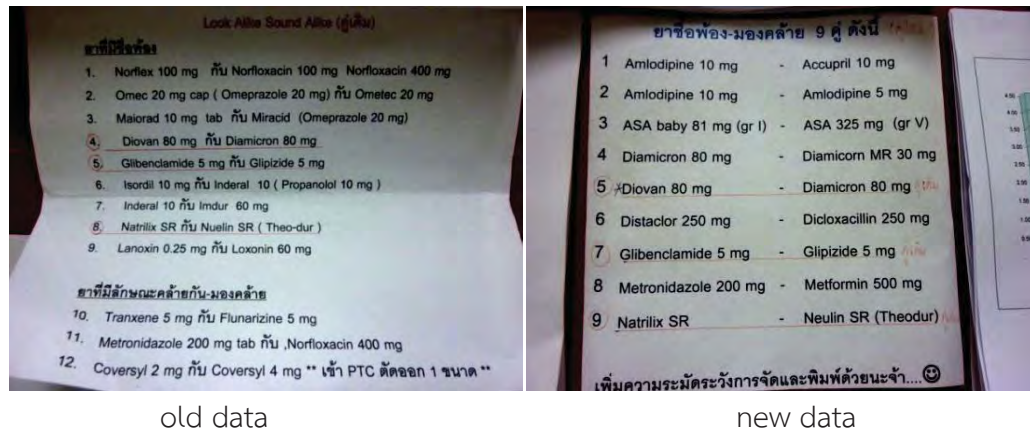 Look Alike Sound Alike (คู่เดิม)
ยาที่มีชื่อพ้อง
1. Norflex 100 mg กับ Norfloxacin 100 mg Norfloxacin 400 mg
2. Omec 20 mg cap ( Omeprazole 20 mg) กับ Ometec 20 mg
3. Maiorad 10 mg tab กับ Miracid (Omeprazole 20 mg)
4. Diovan 80 mg กับ Diamicron 80 mg
5. Glibenclamide 5 mg กับ Glipizide 5 mg
6. Isordil 10 mg กับ Inderal 10 ( Propanolol 10 mg )
7. Inderal 10 กับ Imdur 60 mg
8. Natrilix SR กับ Nuelin SR ( Theo-dur )
9. Lanoxin 0.25 mg กับ Loxonin 60 mg
ยาที่มีลักษณะคล้ายกัน-มองคล้าย
10. Tranxene 5 mg กับ Flunarizine 5 mg
11. Metronidazole 200 mg tab กับ ,Norfloxacin 400 mg
12. Coversyl 2 mg กับ Coversyl 4 mg ** เข้า PTC ตัดออก 1 ขนาด **
old data
ยาชื่อพ้อง-มองคล้าย 9 คู่ ดังนี้
1 Amlodipine 10 mg - Accupril 10 mg
2 Amlodipine 10 mg - Amlodipine 5 mg
3 ASA baby 81 mg (gr I) - ASA 325 mg (gr V)
4 Diamicron 80 mg - Diamicorn MR 30 mg
5 Diovan 80 mg - Diamicron 80 mg
6 Distaclor 250 mg - Dicloxacillin 250 mg
7 Glibenclamide 5 mg - Glipizide 5 mg
8 Metronidazole 200 mg - Metformin 500 mg
9 Natrilix SR - Neulin SR (Theodur)
เพิ่มความระมัดระวังการจัดและพิมพ์ด้วยนะจ้า....☺
new data